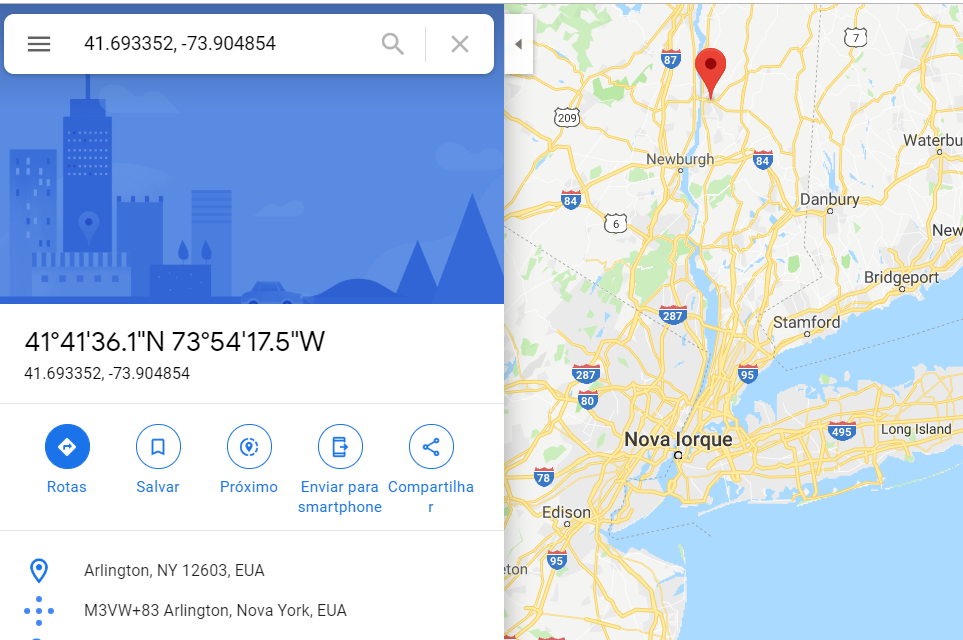 41.693352, -73.904854
41°41'36.1"N 73°54'17.5"W
41.693352, -73.904854
Rotas
Salvar
Próximo
Enviar para
smartphone
Compartilha
r
Arlington, NY 12603, EUA
M3VW+83 Arlington, Nova York, EUA
7
87
209
Waterbu
Newburgh
84
84
Danbury
6
New
Bridgeport
287
Stamford
287
95
80
Long Island
495
Nova Iorque
78
Edison
95
ton